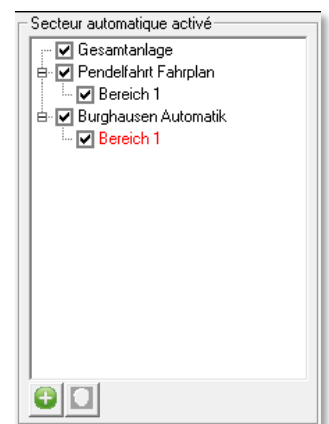 Secteur automatique activé
Gesamtanlage
Pendelfahrt Fahrplan
Bereich 1
Burghausen Automatik
Bereich 1